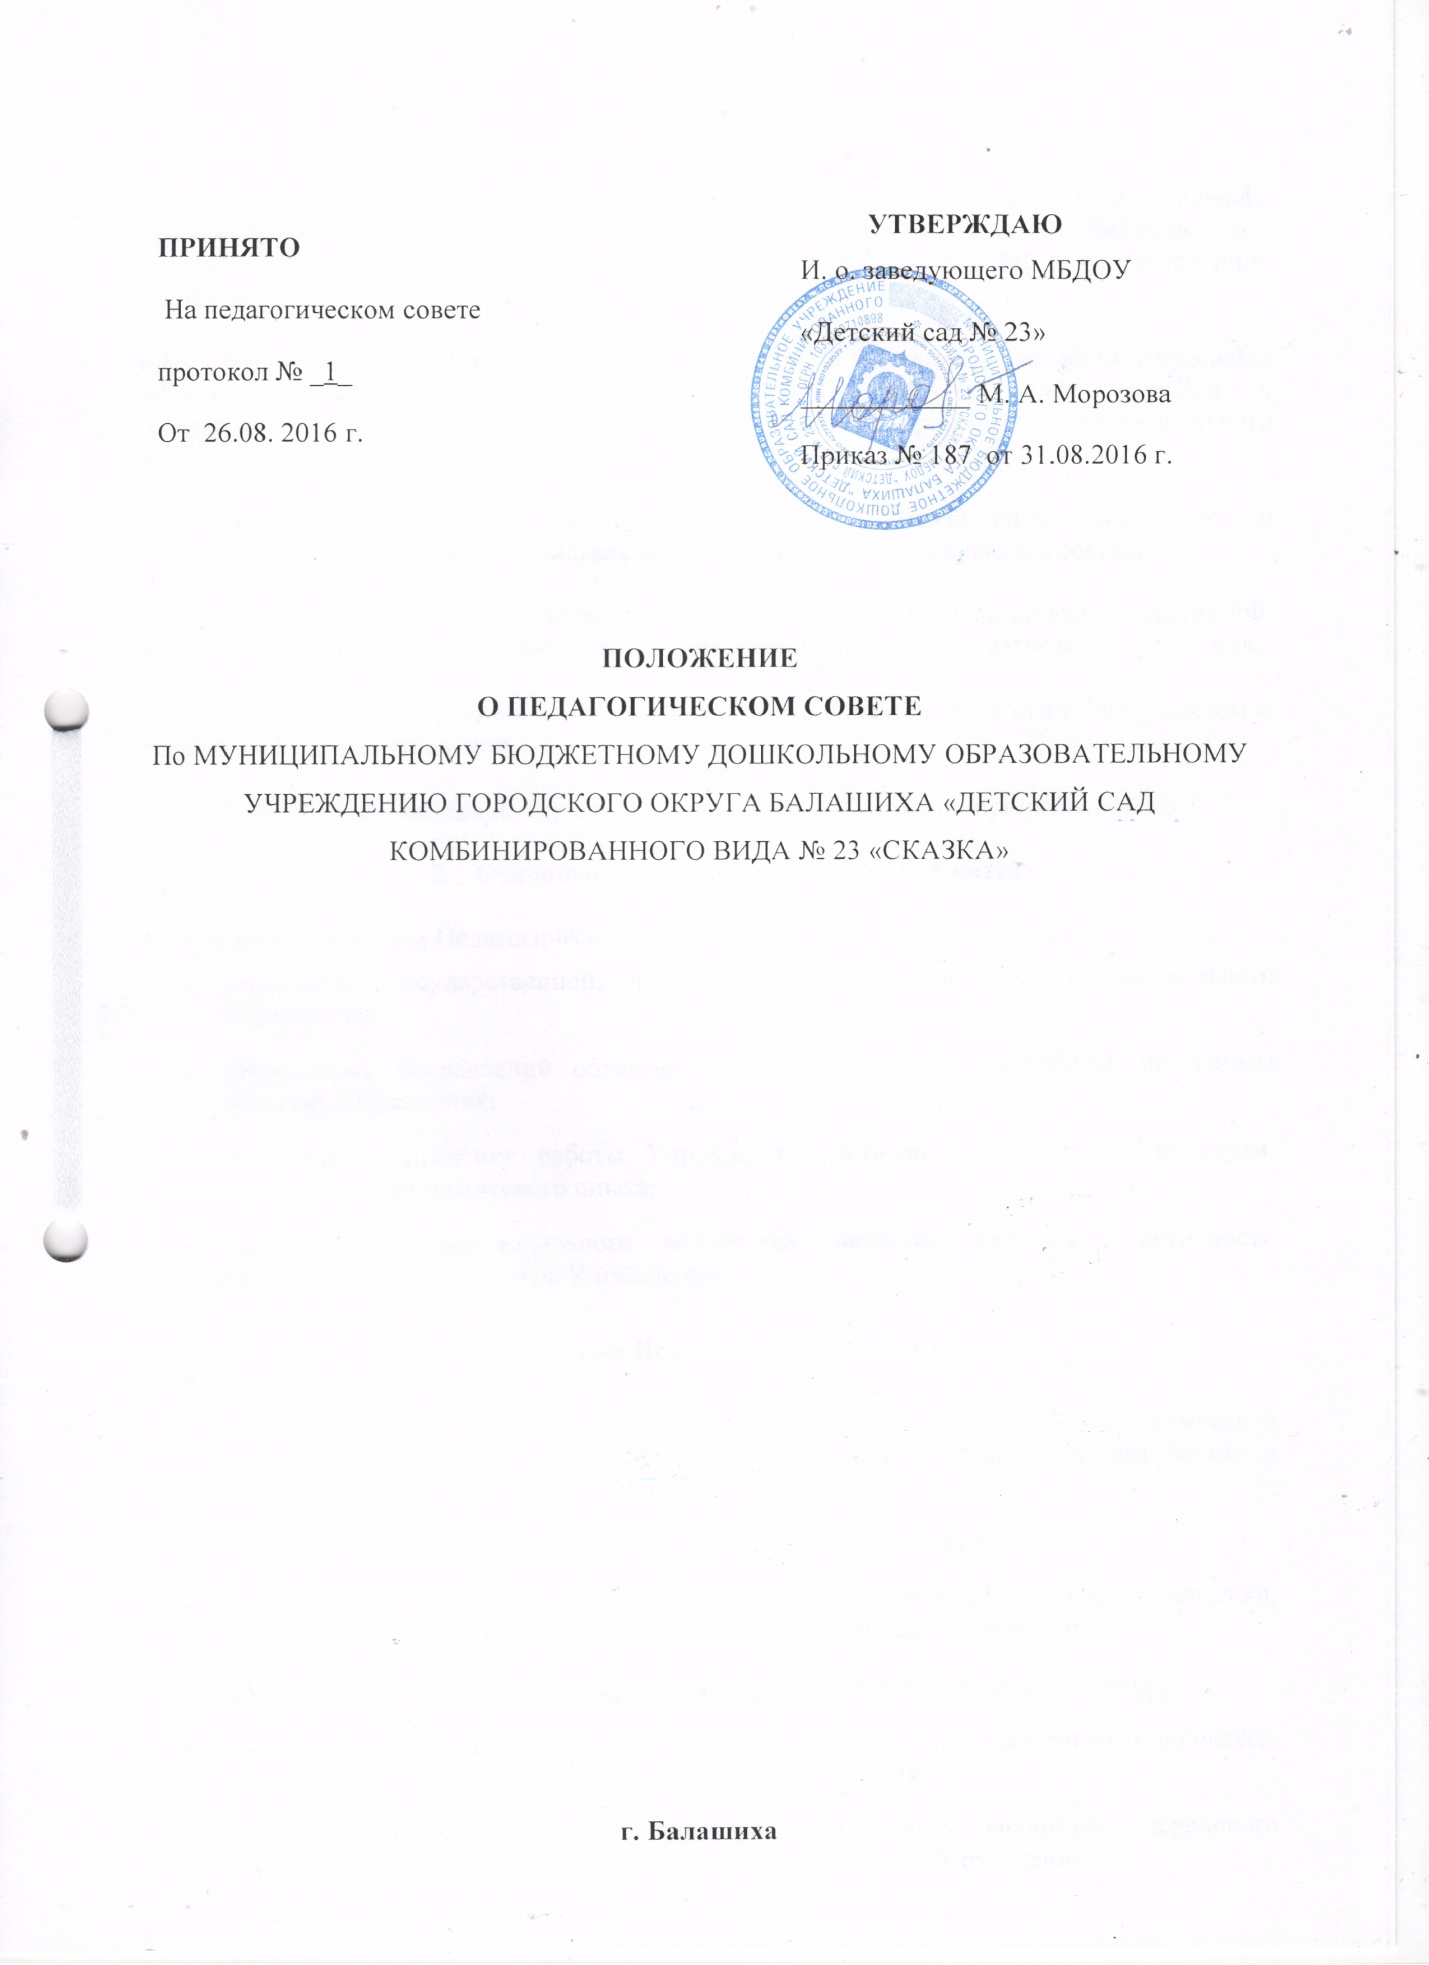 ПРИНЯТО
На педагогическом совете
протокол № _1_
От 26.08. 2016 г.
УТВЕРЖДАЮ
И. о. заведующего МБДОУ
«Детский сад № 23»
____________ М. А. Морозова
Приказ № 187 от 31.08.2016 г.
ПОЛОЖЕНИЕ
О ПЕДАГОГИЧЕСКОМ СОВЕТЕ
По МУНИЦИПАЛЬНОМУ БЮДЖЕТНОМУ ДОШКОЛЬНОМУ ОБРАЗОВАТЕЛЬНОМУ
УЧРЕЖДЕНИЮ ГОРОДСКОГО ОКРУГА БАЛАШИХА «ДЕТСКИЙ САД
КОМБИНИРОВАННОГО ВИДА № 23 «СКАЗКА»
г. Балашиха